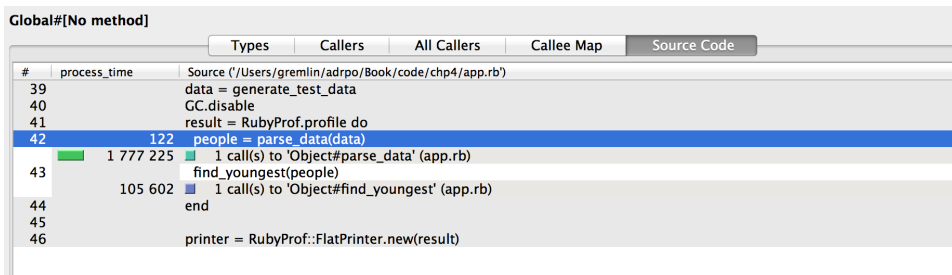 Global#[No method]
Types Callers All Callers Callee Map Source Code
# process_time Source ('/Users/gremlin/adrpo/Book/code/chp4/app.rb')
39 data = generate_test_data
40 GC.disable
41 result = RubyProf.profile do
42 122 people = parse_data(data)
1 777 225 1 call(s) to 'Object#parse_data' (app.rb)
43 find_youngest(people)
105 602 1 call(s) to 'Object#find_youngest' (app.rb)
44 end
45
46 printer = RubyProf::FlatPrinter.new(result)